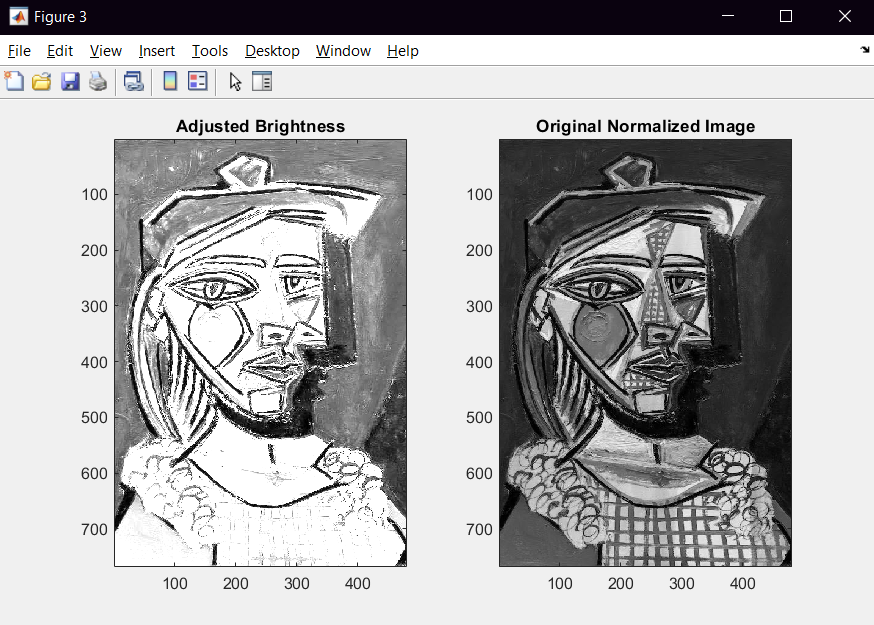 Figure 3
File Edit View Insert Tools Desktop Window Help
Adjusted Brightness
100
200
300
400
500
600
700
100 200 300 400
Original Normalized Image
100
200
300
400
500
600
700
100 200 300 400